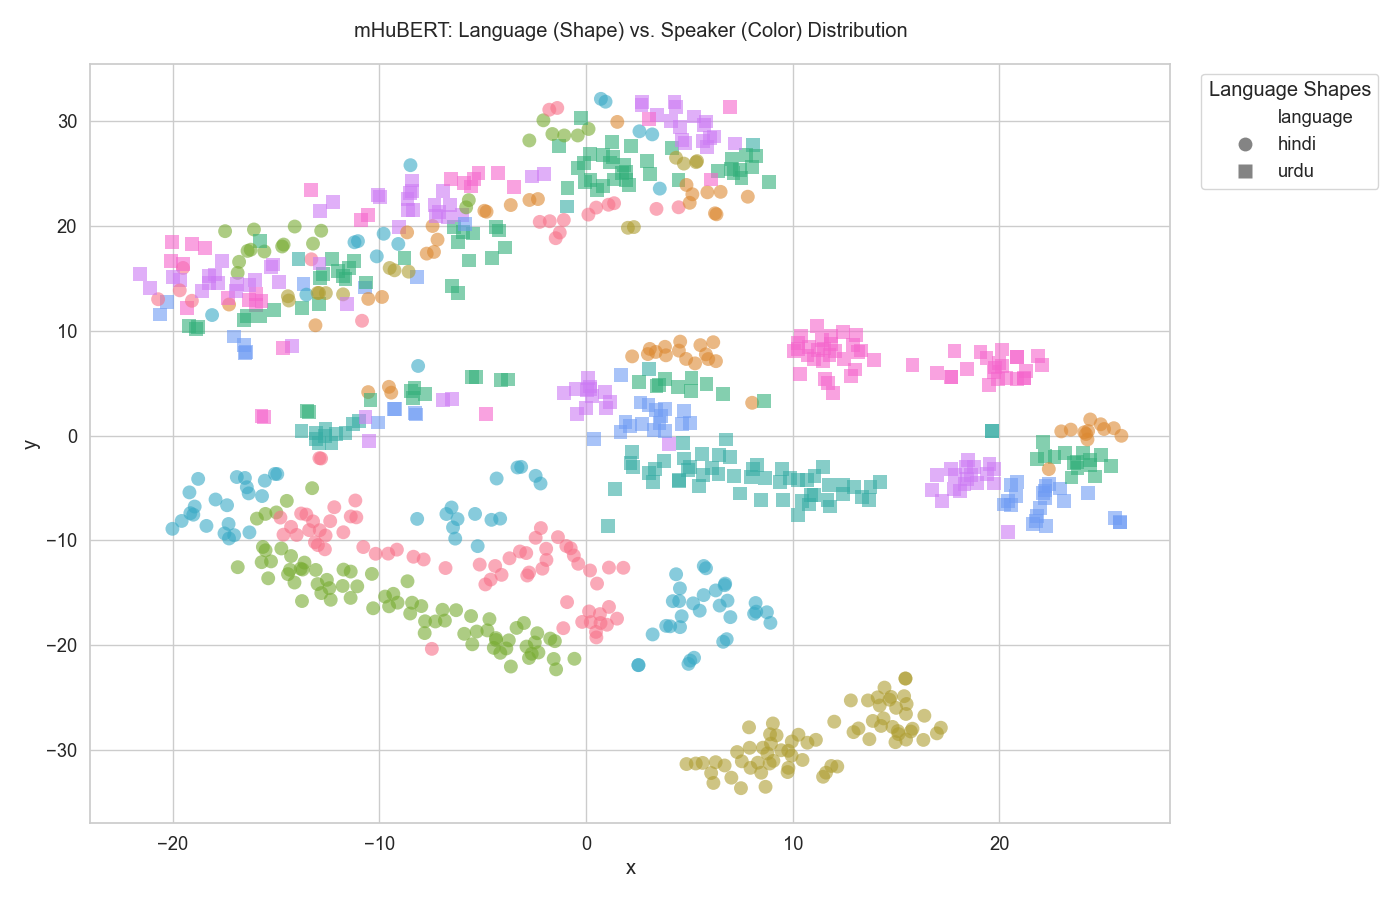 mHuBERT: Language (Shape) vs. Speaker (Color) Distribution
Language Shapes
language
hindi
urdu
30
20
10
0
−10
−20
−30
y
−20
−10
0
10
20
x